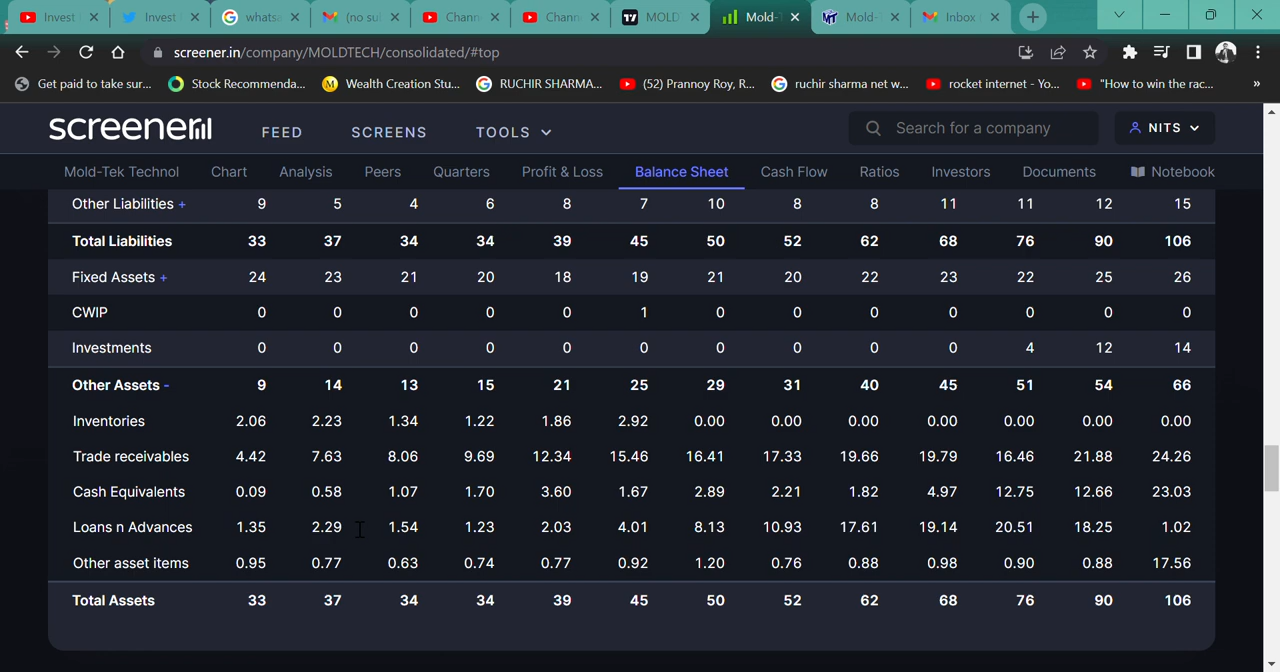 Invest
Invest
whats
(no su
Chann
Chann
MOLD
Mold-
Mold-
Inbox
screener.in/company/MOLDTECH/consolidated/#top
Get paid to take sur... Stock Recommenda... Wealth Creation Stu... RUCHIR SHARMA... (52) Prannoy Roy, R... ruchir sharma net w... rocket internet - Yo... "How to win the rac... »
screener FEED SCREENS TOOLS Search for a company NITS
Mold-Tek Technol Chart Analysis Peers Quarters Profit & Loss Balance Sheet Cash Flow Ratios Investors Documents Notebook
Other Liabilities + 9 5 4 6 8 7 10 8 8 11 11 12 15
Total Liabilities 33 37 34 34 39 45 50 52 62 68 76 90 106
Fixed Assets + 24 23 21 20 18 19 21 20 22 23 22 25 26
CWIP 0 0 0 0 0 1 0 0 0 0 0 0 0
Investments 0 0 0 0 0 0 0 0 0 0 4 12 14
Other Assets - 9 14 13 15 21 25 29 31 40 45 51 54 66
Inventories 2.06 2.23 1.34 1.22 1.86 2.92 0.00 0.00 0.00 0.00 0.00 0.00 0.00
Trade receivables 4.42 7.63 8.06 9.69 12.34 15.46 16.41 17.33 19.66 19.79 16.46 21.88 24.26
Cash Equivalents 0.09 0.58 1.07 1.70 3.60 1.67 2.89 2.21 1.82 4.97 12.75 12.66 23.03
Loans n Advances 1.35 2.29 1.54 1.23 2.03 4.01 8.13 10.93 17.61 19.14 20.51 18.25 1.02
Other asset items 0.95 0.77 0.63 0.74 0.77 0.92 1.20 0.76 0.88 0.98 0.90 0.88 17.56
Total Assets 33 37 34 34 39 45 50 52 62 68 76 90 106